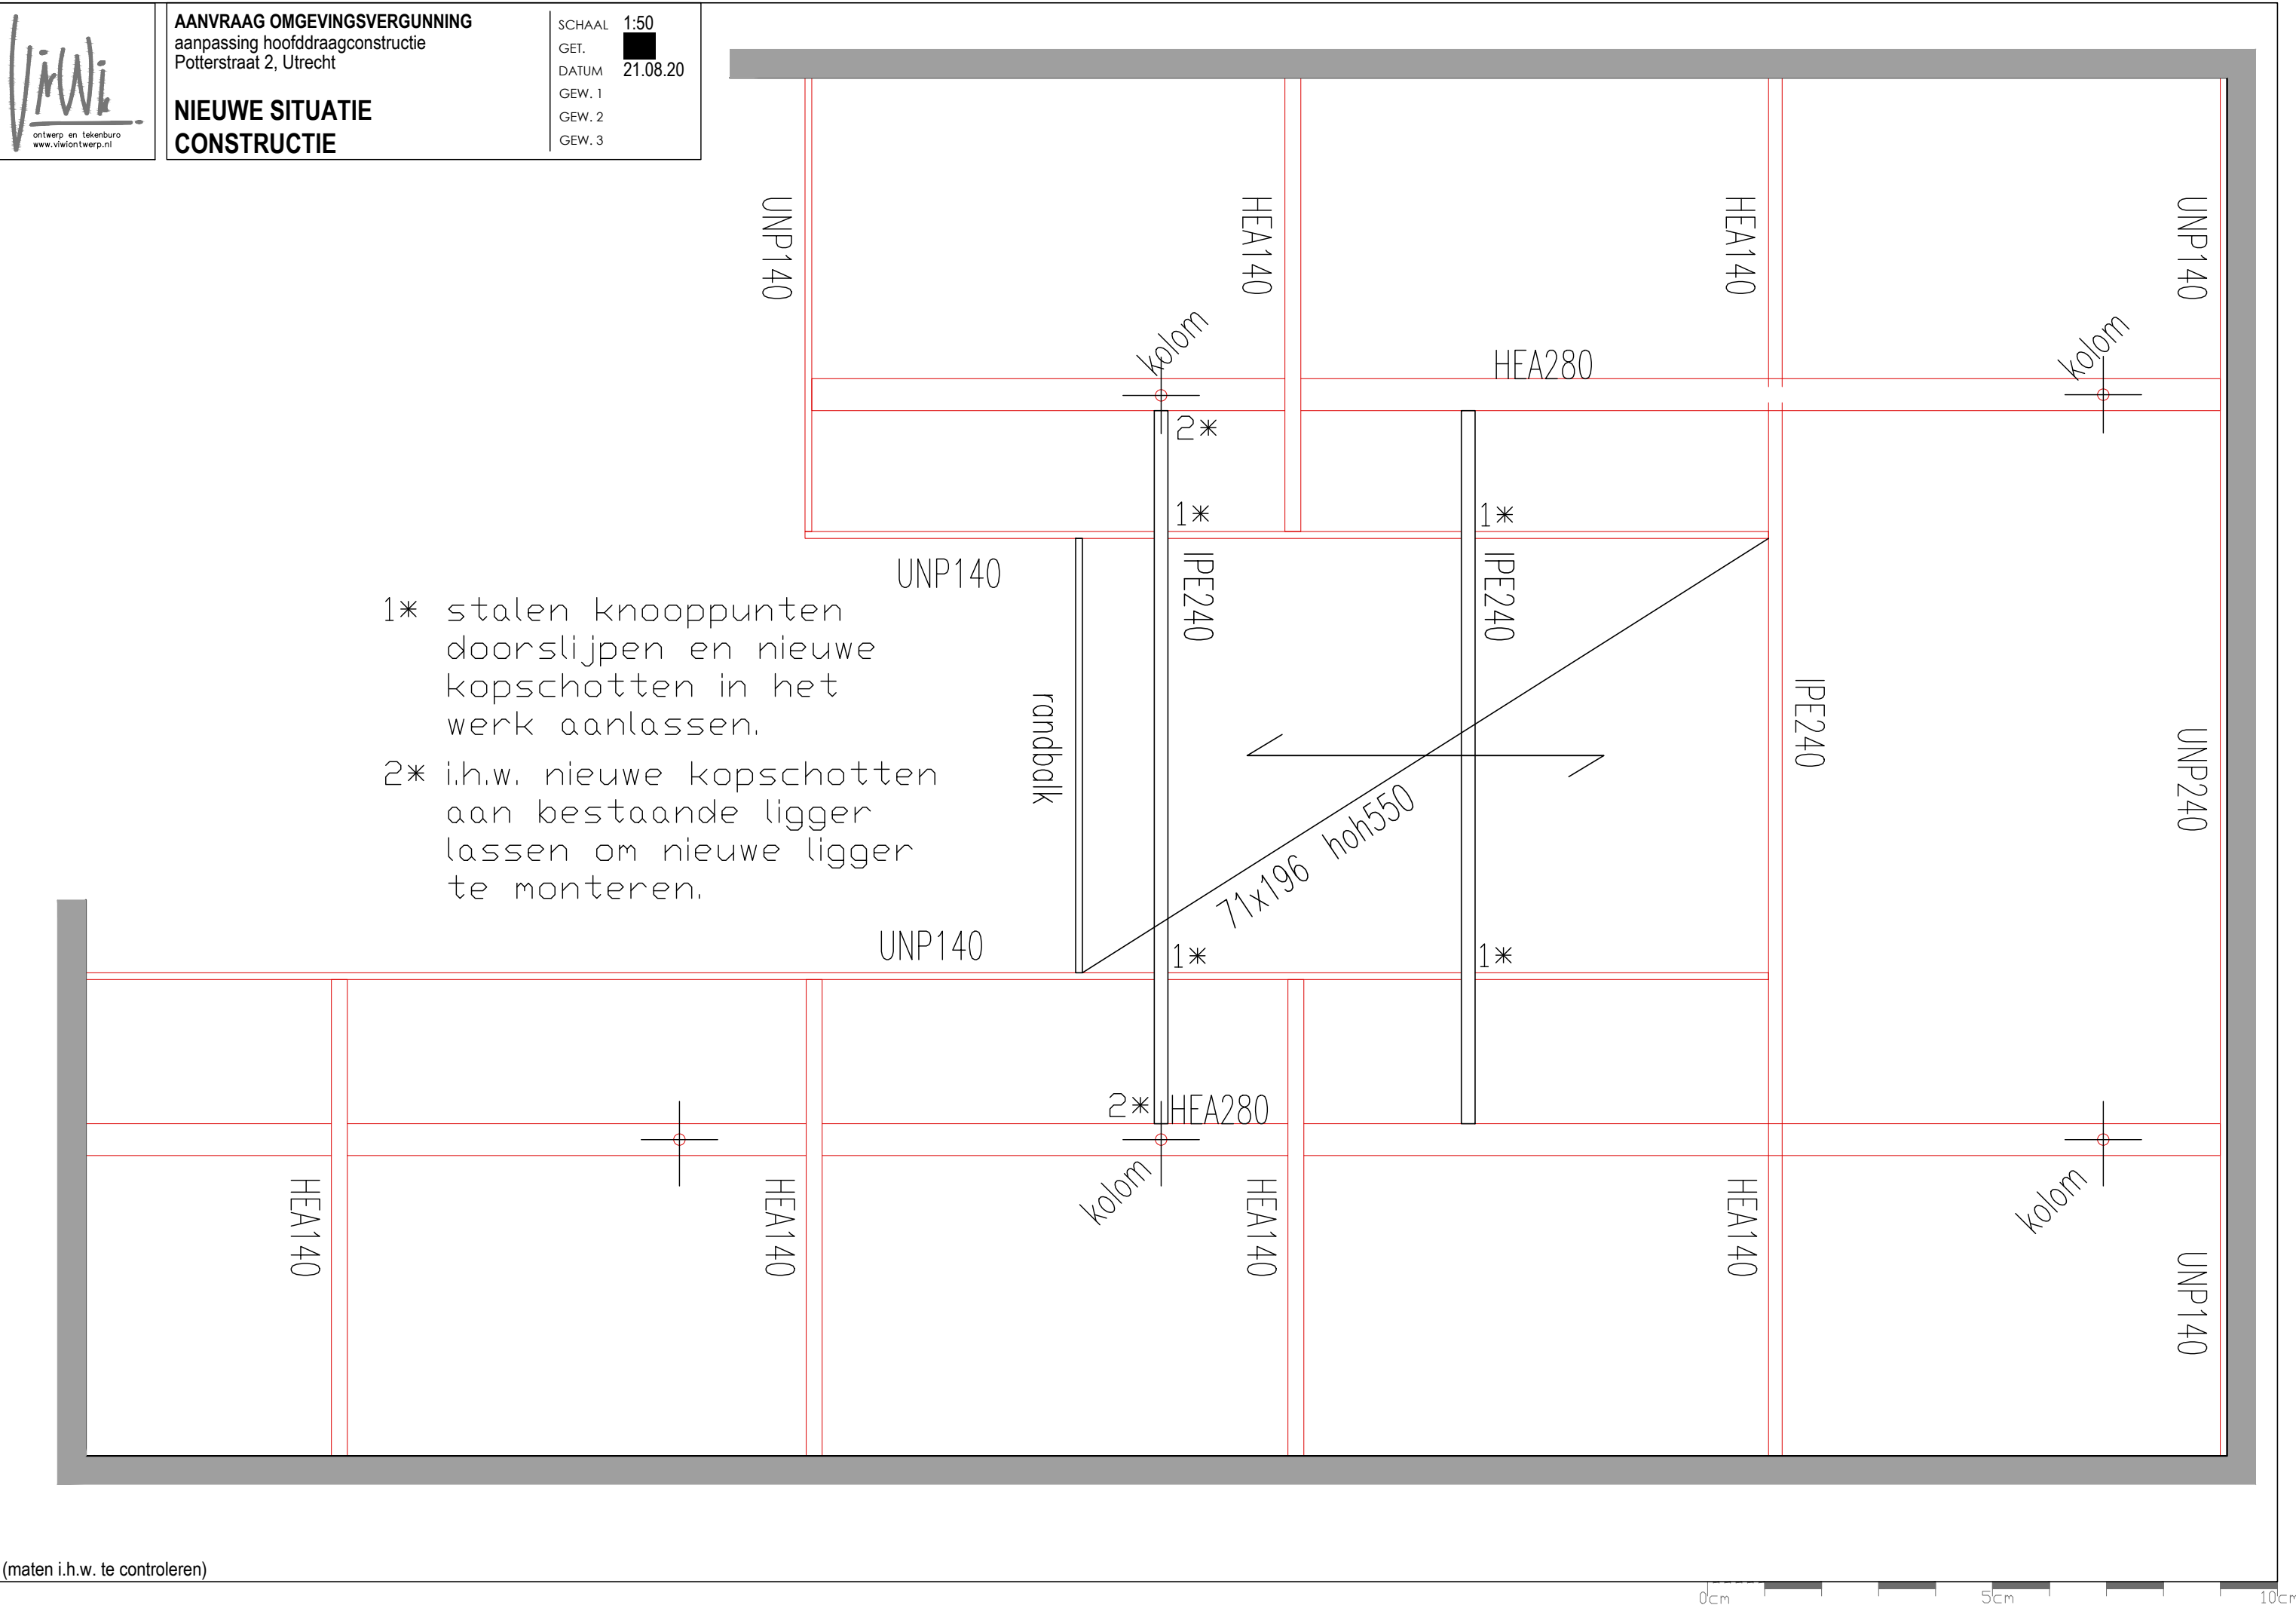 ViWi
ontwerp en tekenburo
www.viwiontwerp.nl
AANVRAAG OMGEVINGSVERGUNNING
aanpassing hoofddraagconstructie
Potterstraat 2, Utrecht
NIEUWE SITUATIE
CONSTRUCTIE
SCHAAL 1:50
GET.
DATUM 21.08.20
GEW. 1
GEW. 2
GEW. 3
UNP140
HEA140
HEA140
UNP140
kolom
HEA280
kolom
2*
1*
1*
UNP140
IPE240
IPE240
1* stalen knooppunten
doorslijpen en nieuwe
kopschotten in het
werk aanlassen.
2* i.h.w. nieuwe kopschotten
aan bestaande ligger
lassen om nieuwe ligger
te monteren.
randbalk
IPE240
UNP240
71x196 hoh550
UNP140
1*
1*
2*
HEA280
kolom
kolom
HEA140
HEA140
HEA140
HEA140
UNP140
(maten i.h.w. te controleren)
0cm
5cm
10cm